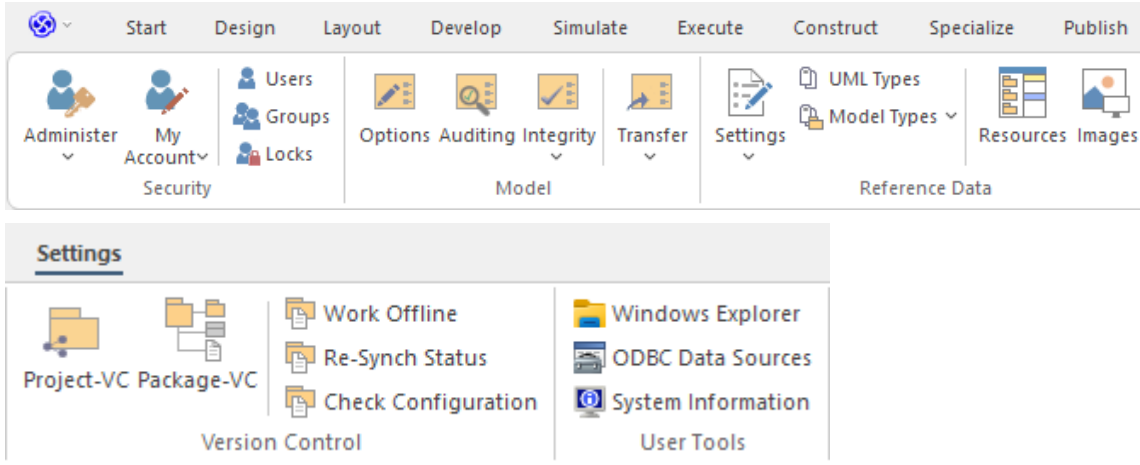 Start Design Layout Develop Simulate Execute Construct Specialize Publish
Administer
My
Account
Users
Groups
Locks
Security
Options Auditing Integrity Transfer
Model
Settings
UML Types
Model Types
Resources Images
Reference Data
Settings
Project-VC Package-VC
Work Offline
Re-Synch Status
Check Configuration
Version Control
Windows Explorer
ODBC Data Sources
System Information
User Tools